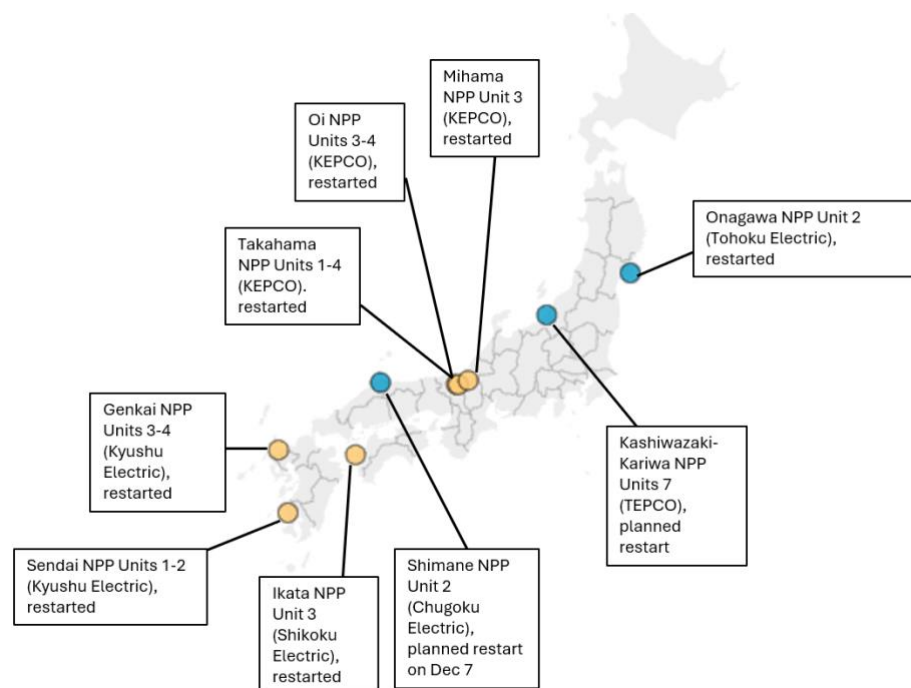 Mihama
NPP Unit 3
(KEPCO),
restarted
Oi NPP
Units 3-4
(KEPCO),
restarted
Onagawa NPP Unit 2
(Tohoku Electric),
restarted
Takahama
NPP Units 1-4
(KEPCO).
restarted
Genkai NPP
Units 3-4
(Kyushu
Electric),
restarted
Kashiwazaki-
Kariwa NPP
Units 7
(TEPCO),
planned
restart
Sendai NPP Units 1-2
(Kyushu Electric),
restarted
Ikata NPP
Unit 3
(Shikoku
Electric),
restarted
Shimane NPP
Unit 2
(Chugoku
Electric),
planned restart
on Dec 7